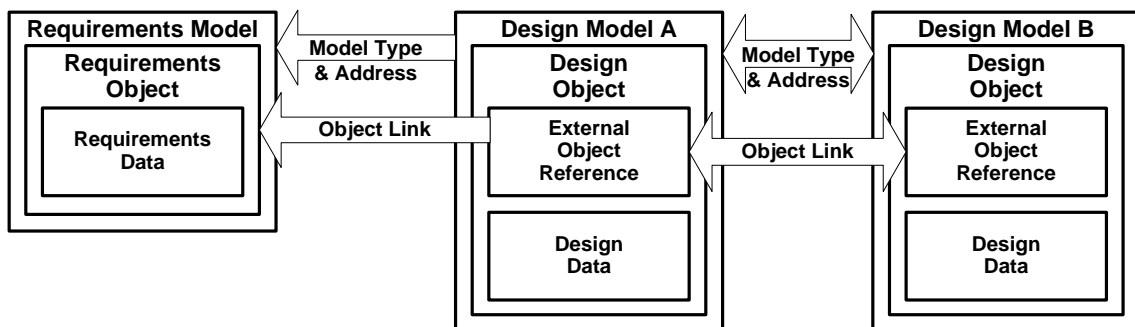 Requirements Model
Requirements
Object
Requirements
Data
Model Type
& Address
Object Link
Design Model A
Design
Object
External
Object
Reference
Design
Data
Model Type
& Address
Object Link
Design Model B
Design
Object
External
Object
Reference
Design
Data